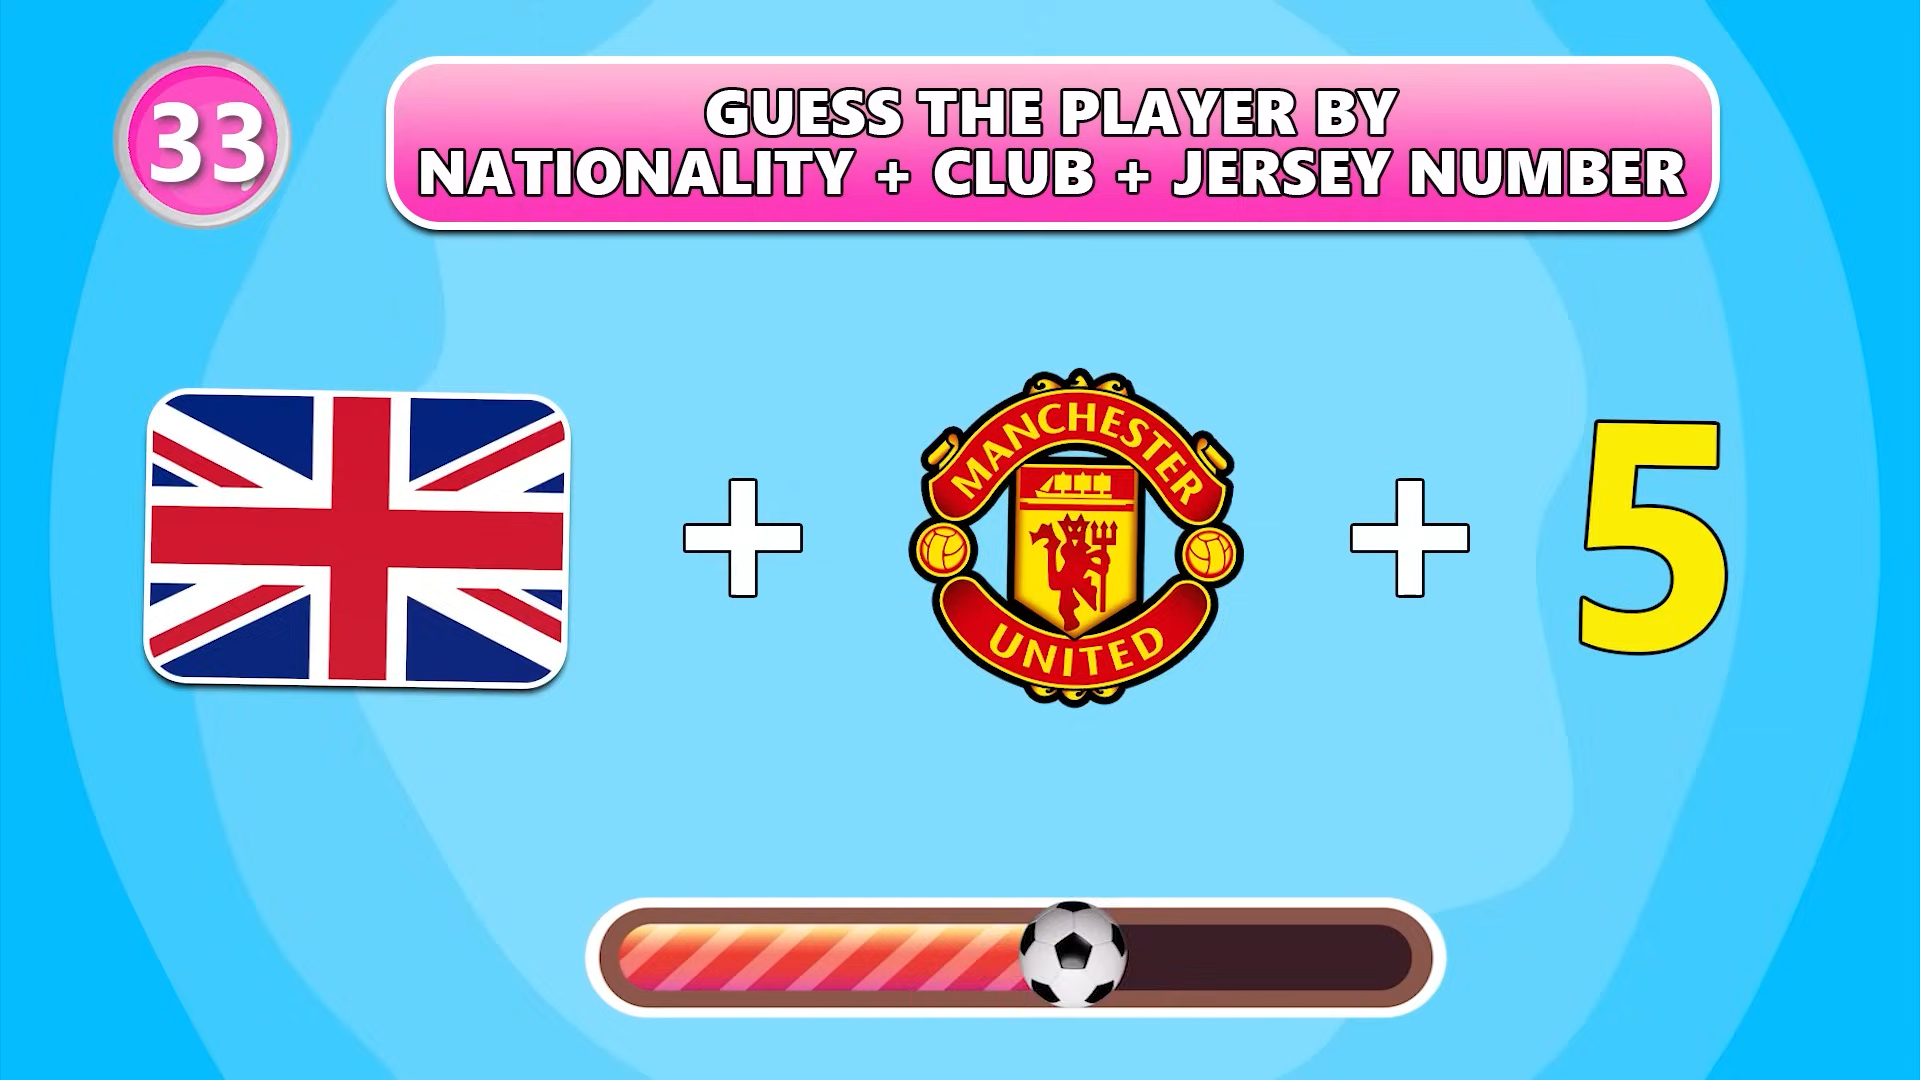 33
GUESS THE PLAYER BY
NATIONALITY + CLUB + JERSEY NUMBER
+
MANCHESTER
UNITED
+
5